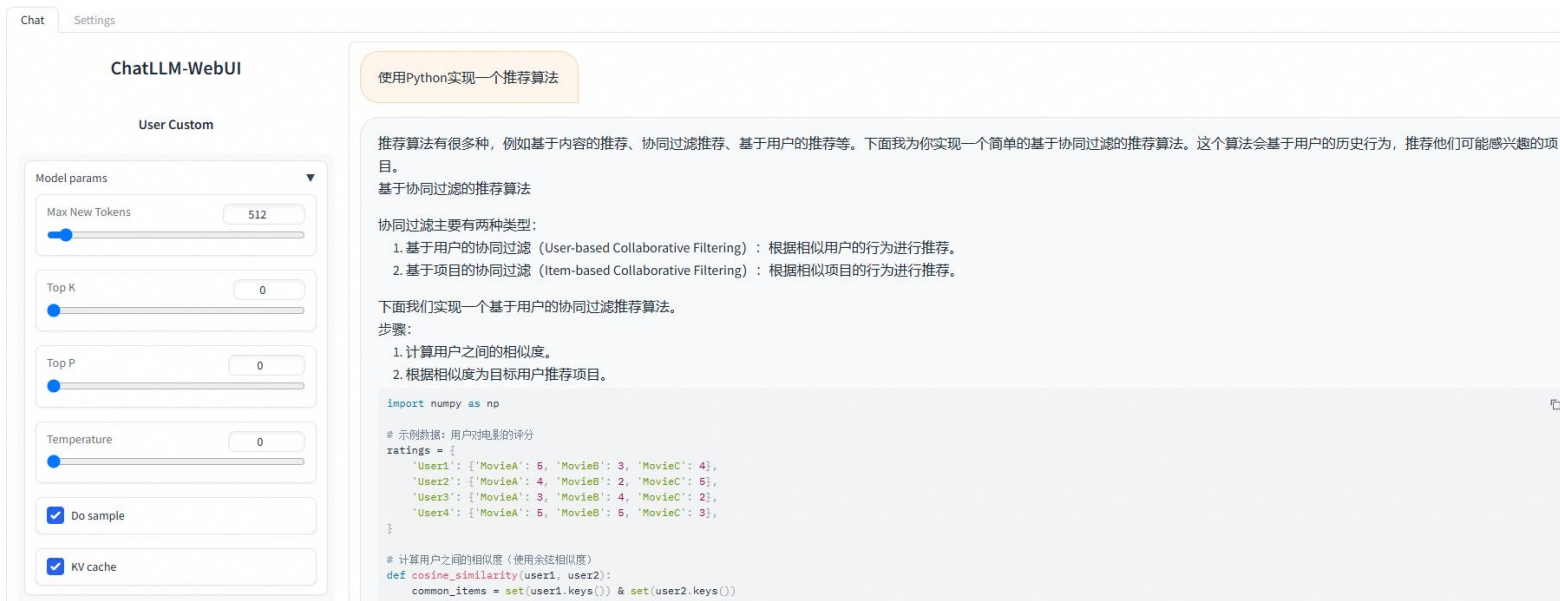 Chat Settings
ChatLLM-WebUI
User Custom
Model params ▼
Max New Tokens 512
Top K 0
Top P 0
Temperature 0
Do sample
KV cache
使用Python实现一个推荐算法
推荐算法有很多种，例如基于内容的推荐、协同过滤推荐、基于用户的推荐等。下面我为你实现一个简单的基于协同过滤的推荐算法。这个算法会基于用户的历史行为，推荐他们可能感兴趣的项
目。
基于协同过滤的推荐算法
协同过滤主要有两种类型：
1. 基于用户的协同过滤（User-based Collaborative Filtering）：根据相似用户的行为进行推荐。
2. 基于项目的协同过滤（Item-based Collaborative Filtering）：根据相似项目的行为进行推荐。
下面我们实现一个基于用户的协同过滤推荐算法。
步骤：
1. 计算用户之间的相似度。
2. 根据相似度为目标用户推荐项目。
import numpy as np
# 示例数据：用户对电影的评分
ratings = {
    'User1': {'MovieA': 5, 'MovieB': 3, 'MovieC': 4},
    'User2': {'MovieA': 4, 'MovieB': 2, 'MovieC': 5},
    'User3': {'MovieA': 3, 'MovieB': 4, 'MovieC': 2},
    'User4': {'MovieA': 5, 'MovieB': 5, 'MovieC': 3},
}
# 计算用户之间的相似度（使用余弦相似度）
def cosine_similarity(user1, user2):
    common_items = set(user1.keys()) & set(user2.keys())